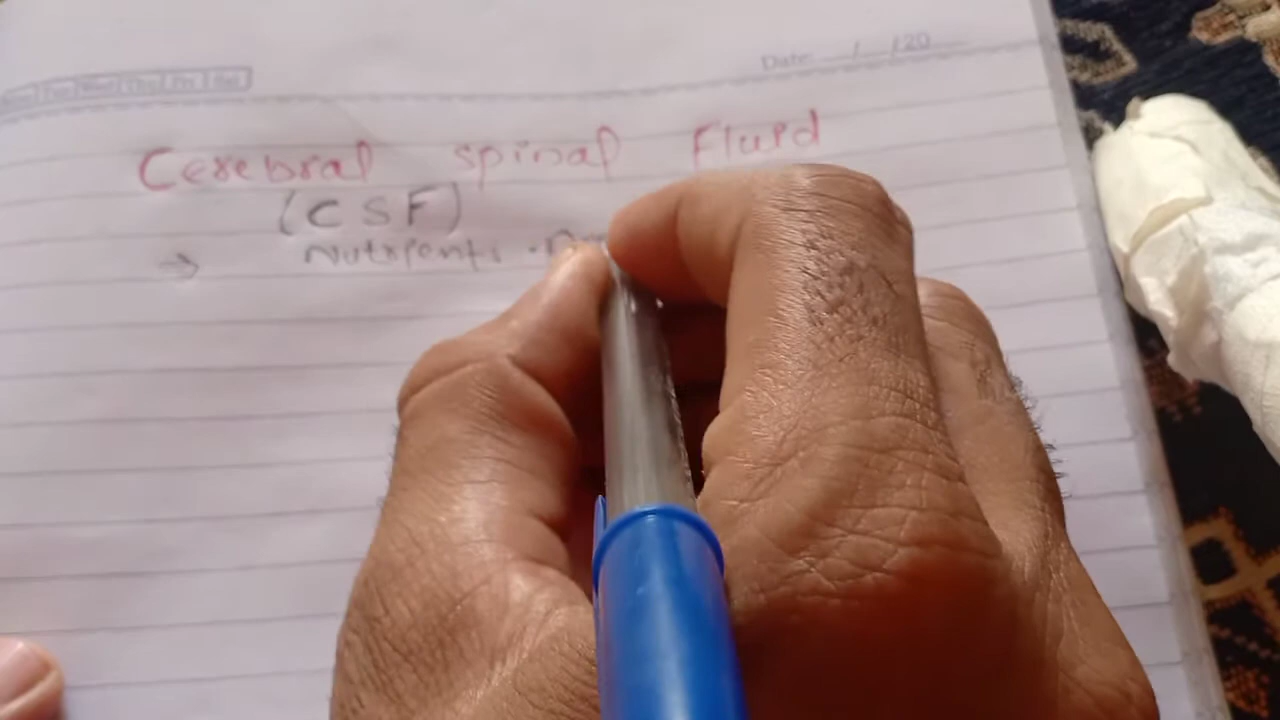 Date: / /20
Cerebral spinal Fluid
(CSF)
→ Nutrients .